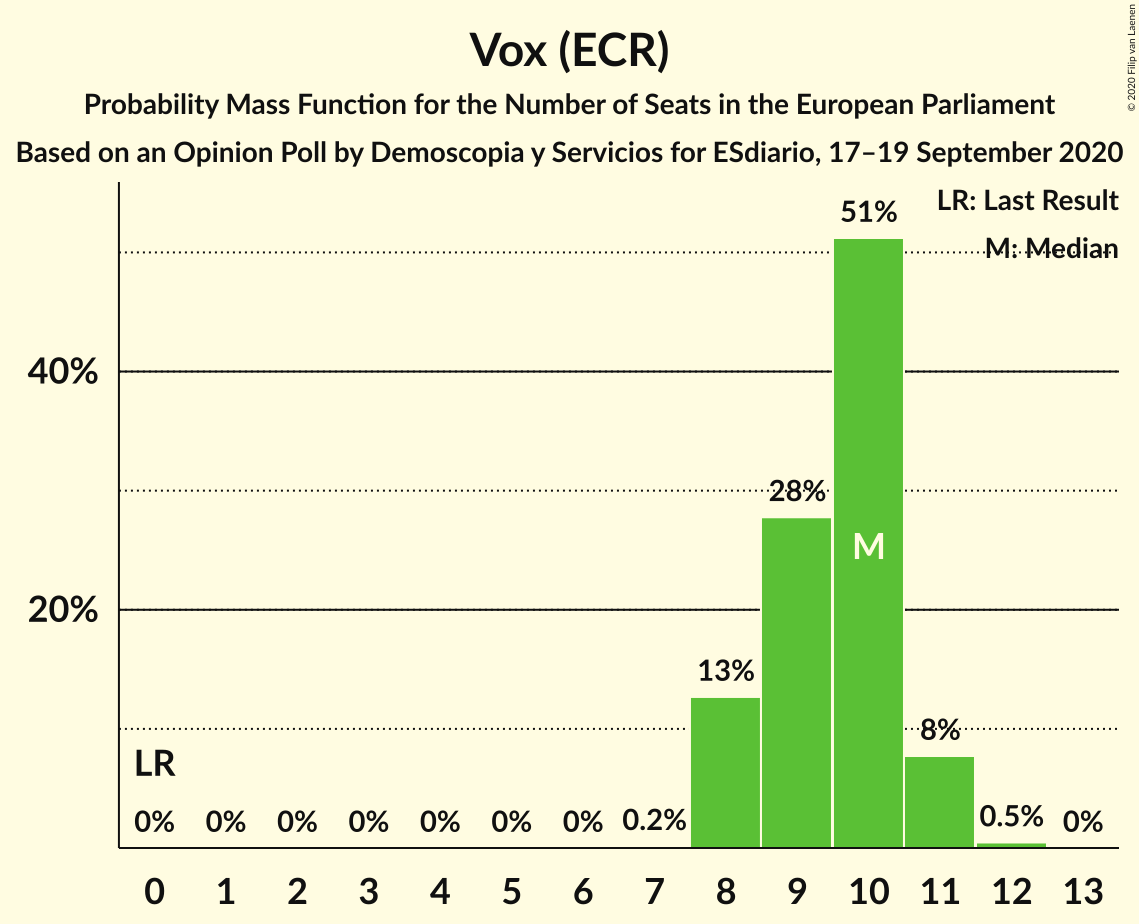 Vox (ECR)
Probability Mass Function for the Number of Seats in the European Parliament
Based on an Opinion Poll by Demoscopia y Servicios for ESdiario, 17–19 September 2020
© 2020 Filip van Laenen
LR: Last Result
M: Median
51%
40%
28%
M
20%
13%
8%
LR
0% 0% 0% 0% 0% 0% 0% 0.2% 0.5% 0%
0 1 2 3 4 5 6 7 8 9 10 11 12 13